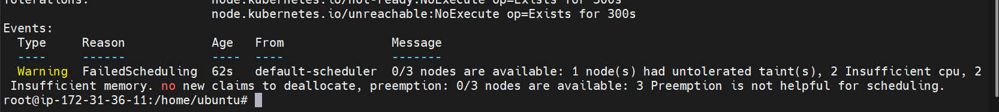 Tolerations: node.kubernetes.io/not-ready:NoExecute op=Exists for 300s
node.kubernetes.io/unreachable:NoExecute op=Exists for 300s
Events:
Type Reason Age From Message
---- ------ ---- ---- -------
Warning FailedScheduling 62s default-scheduler 0/3 nodes are available: 1 node(s) had untolerated taint(s), 2 Insufficient cpu, 2
Insufficient memory. no new claims to deallocate, preemption: 0/3 nodes are available: 3 Preemption is not helpful for scheduling.
root@ip-172-31-36-11:/home/ubuntu#